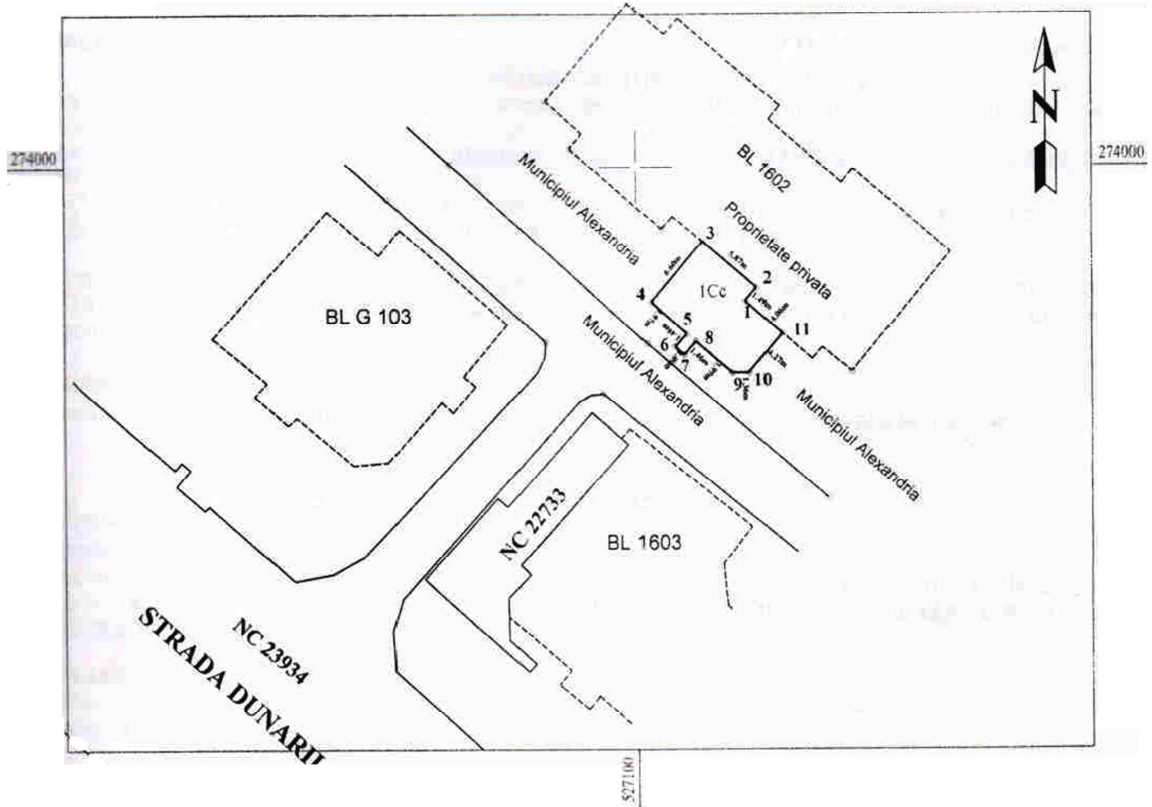 N
274000
274000
BL 1602
Municipiul Alexandria
Proprietate privata
3
2
1Cc
1
4
11
BL G 103
5
8
6
7
Municipiul Alexandria
9
10
Municipiul Alexandria
NC 22733
BL 1603
NC 23934
STRADA DUNARII
527100